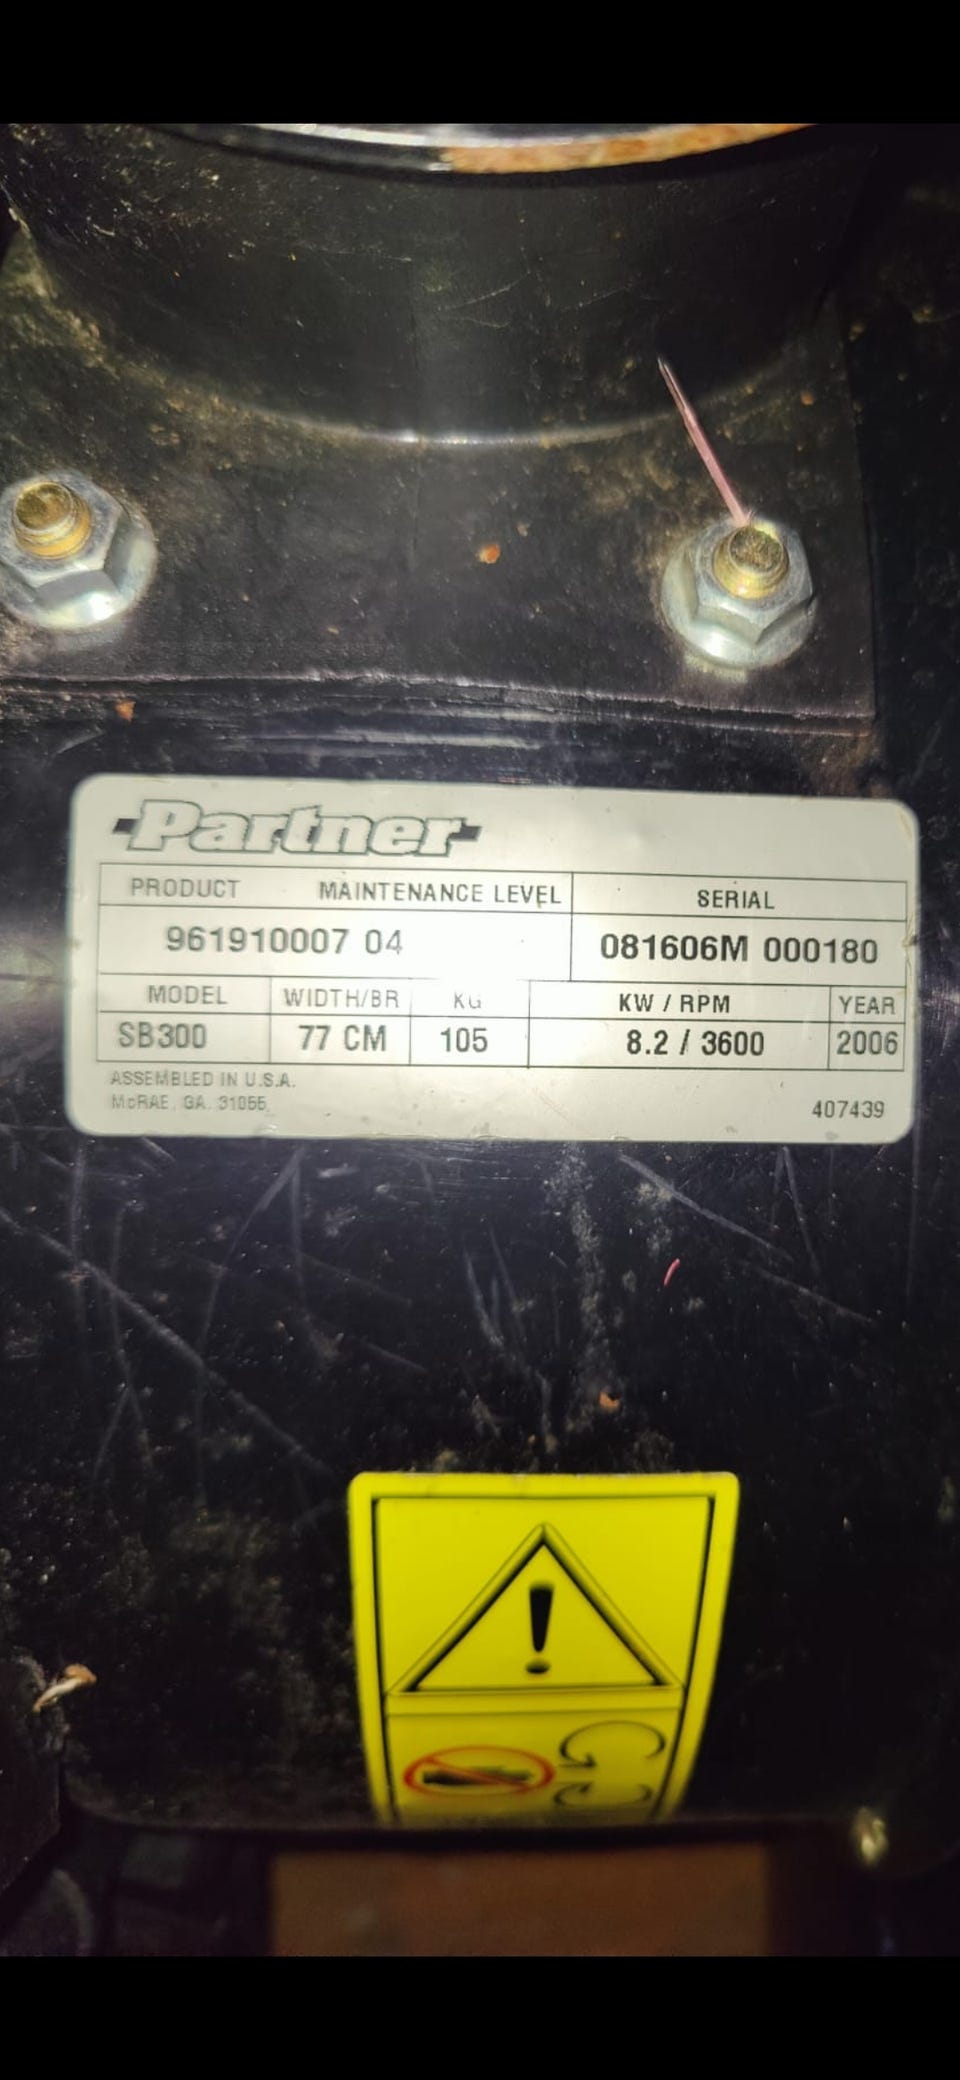 Partner
PRODUCT MAINTENANCE LEVEL SERIAL
961910007 04 081606M 000180
MODEL WIDTH/BR KG KW / RPM YEAR
SB300 77 CM 105 8.2 / 3600 2006
ASSEMBLED IN U.S.A.
McRAE, GA. 31055
407439
!